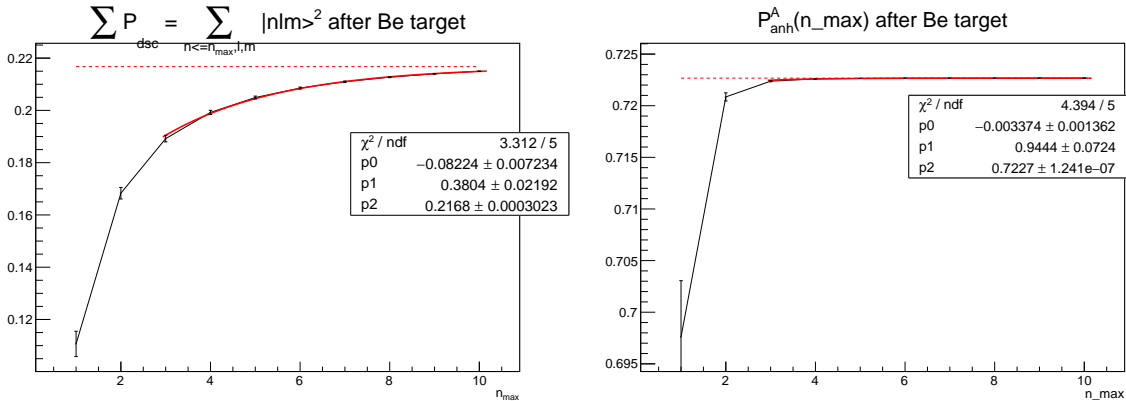 ∑ P_dsc = ∑_{n<=n_max,l,m} |nlm>² after Be target
0.22
0.2
0.18
0.16
0.14
0.12
χ² / ndf 3.312 / 5
p0 −0.08224 ± 0.007234
p1 0.3804 ± 0.02192
p2 0.2168 ± 0.0003023
2 4 6 8 10
n_max
P^A_anh(n_max) after Be target
0.725
0.72
0.715
0.71
0.705
0.7
0.695
χ² / ndf 4.394 / 5
p0 −0.003374 ± 0.001362
p1 0.9444 ± 0.0724
p2 0.7227 ± 1.241e−07
2 4 6 8 10
n_max